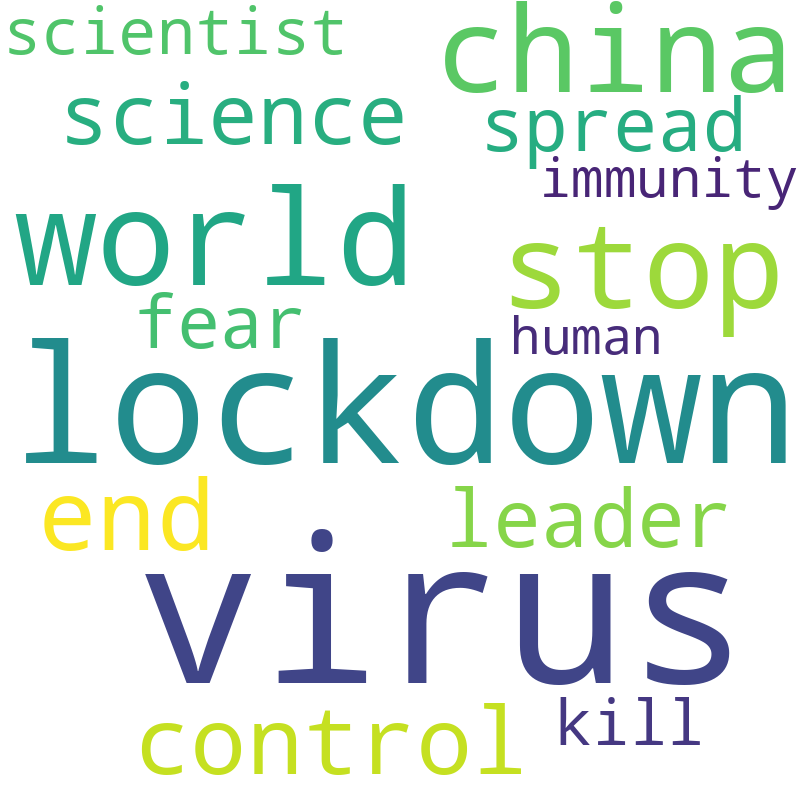 scientist
china
science
spread
immunity
world
stop
fear
human
lockdown
end
leader
virus
kill
control